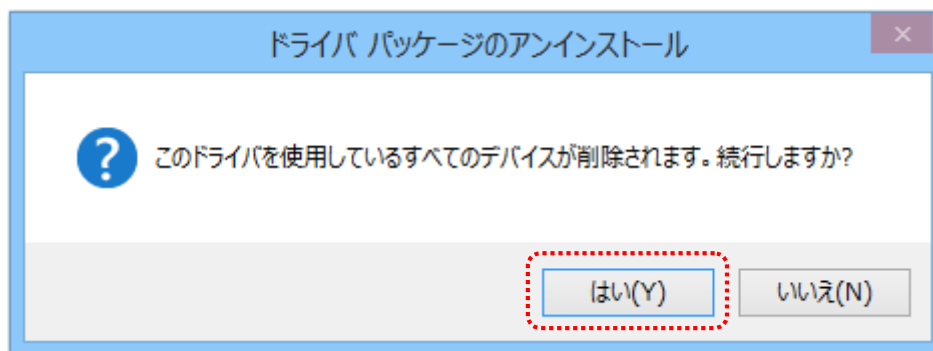 ドライバ パッケージのアンインストール
このドライバを使用しているすべてのデバイスが削除されます。続行しますか?
はい(Y)
いいえ(N)